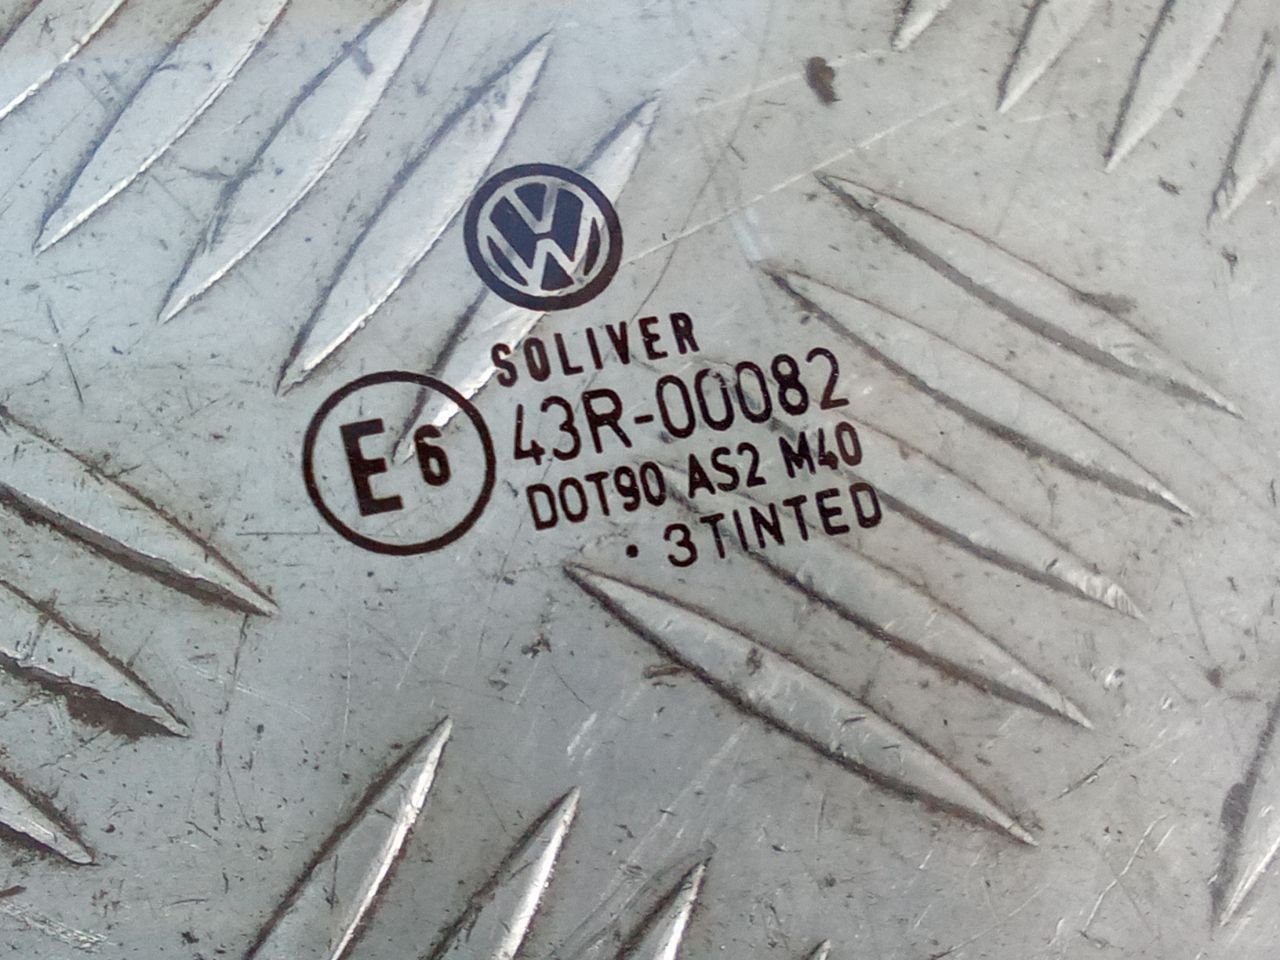 SOLIVER
E6 43R-00082
DOT90 AS2 M40
· 3TINTED